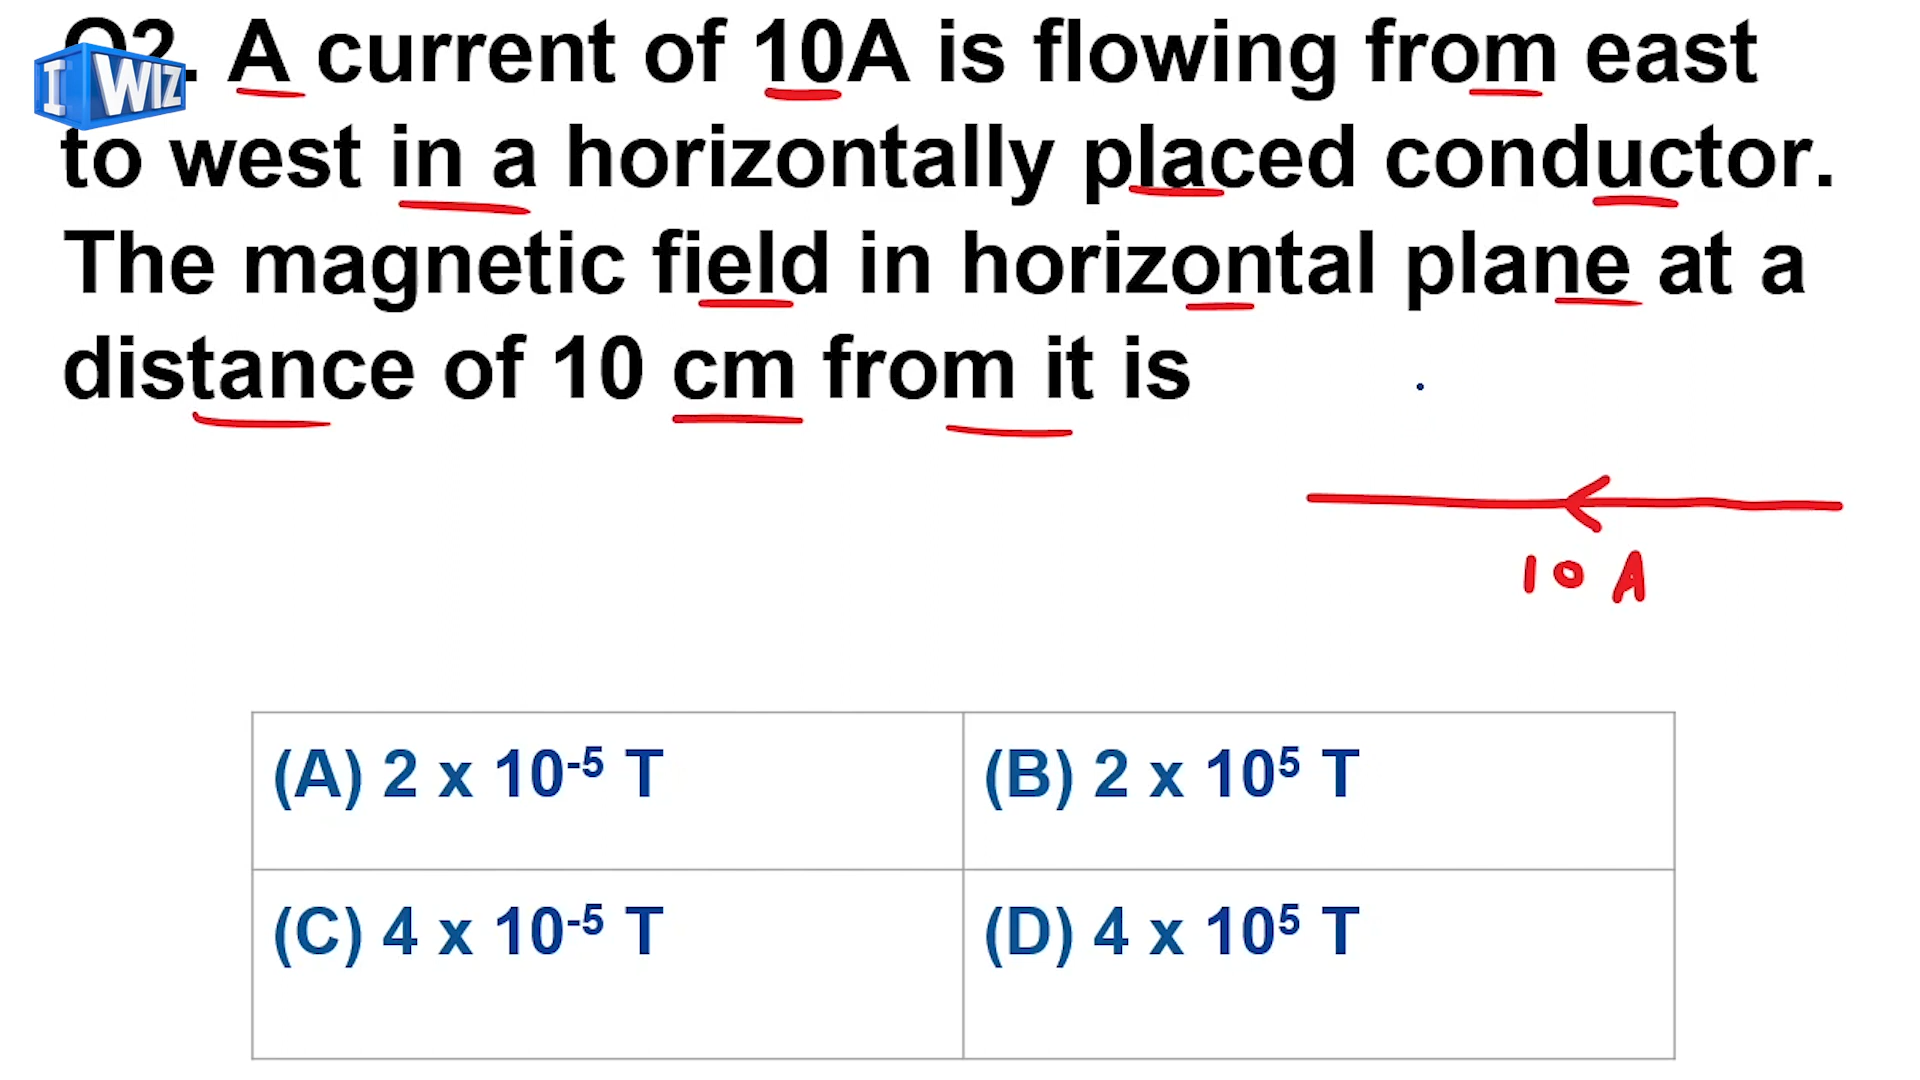 Q2. A current of 10A is flowing from east
I WIZ
to west in a horizontally placed conductor.
The magnetic field in horizontal plane at a
distance of 10 cm from it is
10 A
(A) 2 x 10⁻⁵ T
(B) 2 x 10⁵ T
(C) 4 x 10⁻⁵ T
(D) 4 x 10⁵ T